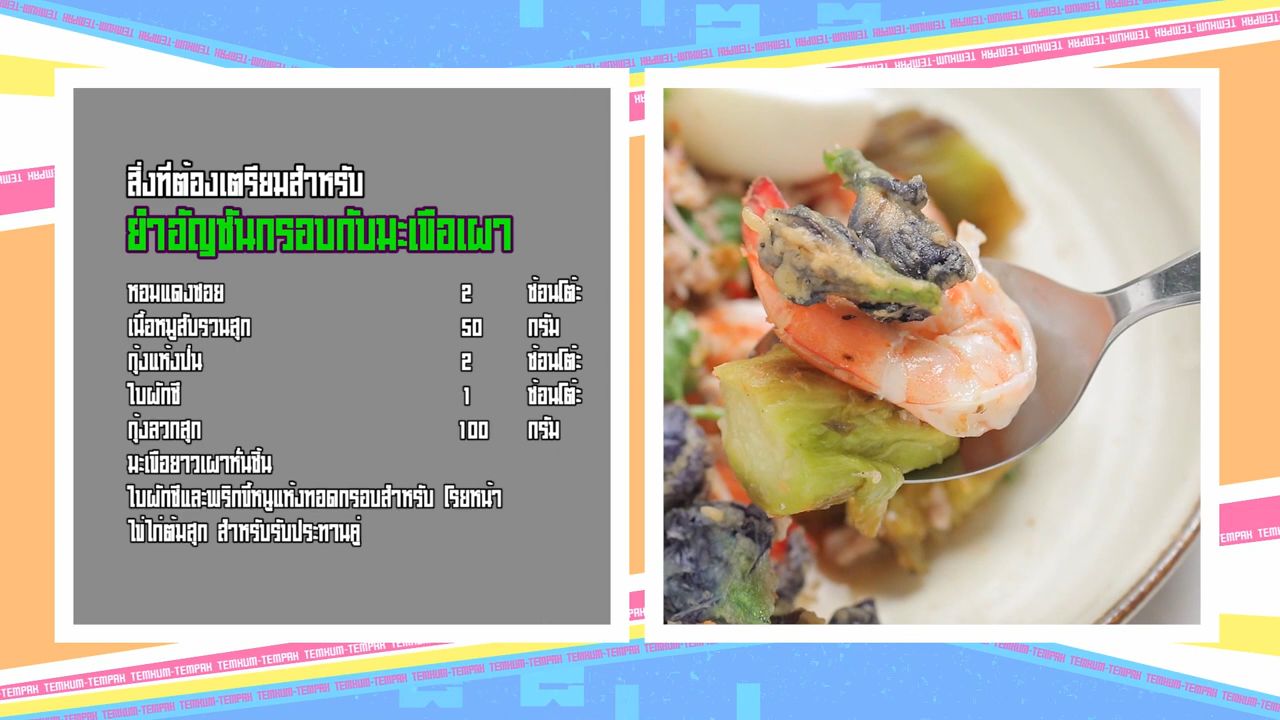 สิ่งที่ต้องเตรียมสำหรับ
ยำอัญชันกรอบกับมะเขือเผา
หอมแดงซอย 2 ช้อนโต๊ะ
เนื้อหมูสับรวนสุก 50 กรัม
กุ้งแห้งป่น 2 ช้อนโต๊ะ
ใบผักชี 1 ช้อนโต๊ะ
กุ้งลวกสุก 100 กรัม
มะเขือยาวเผาหั่นชิ้น
ใบผักชีและพริกขี้หนูแห้งทอดกรอบสำหรับ โรยหน้า
ไข่ไก่ต้มสุก สำหรับรับประทานคู่
TEMHUM-TEMPAK TEMHUM-TEMPAK TEMHUM-TEMPAK TEMHUM-TEMPAK